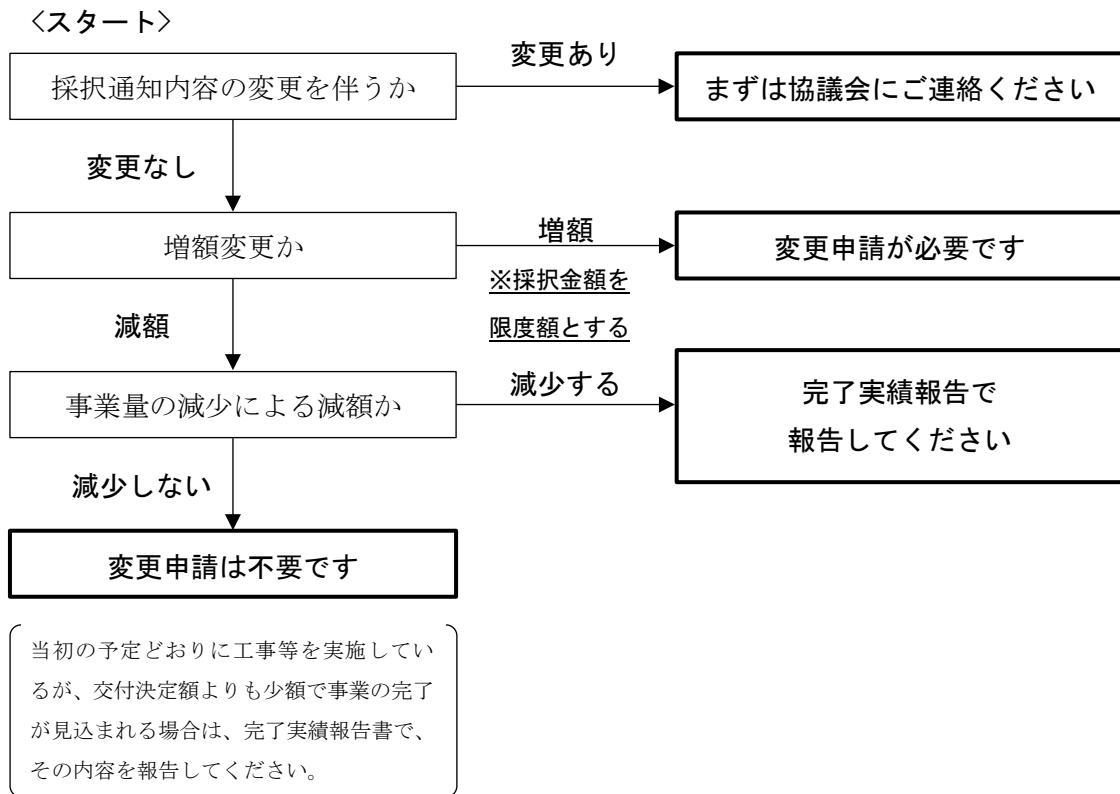 〈スタート〉
採択通知内容の変更を伴うか
変更あり
まずは協議会にご連絡ください
変更なし
増額変更か
増額
※採択金額を
限度額とする
変更申請が必要です
減額
事業量の減少による減額か
減少する
完了実績報告で
報告してください
減少しない
変更申請は不要です
当初の予定どおりに工事等を実施してい
るが、交付決定額よりも少額で事業の完了
が見込まれる場合は、完了実績報告書で、
その内容を報告してください。